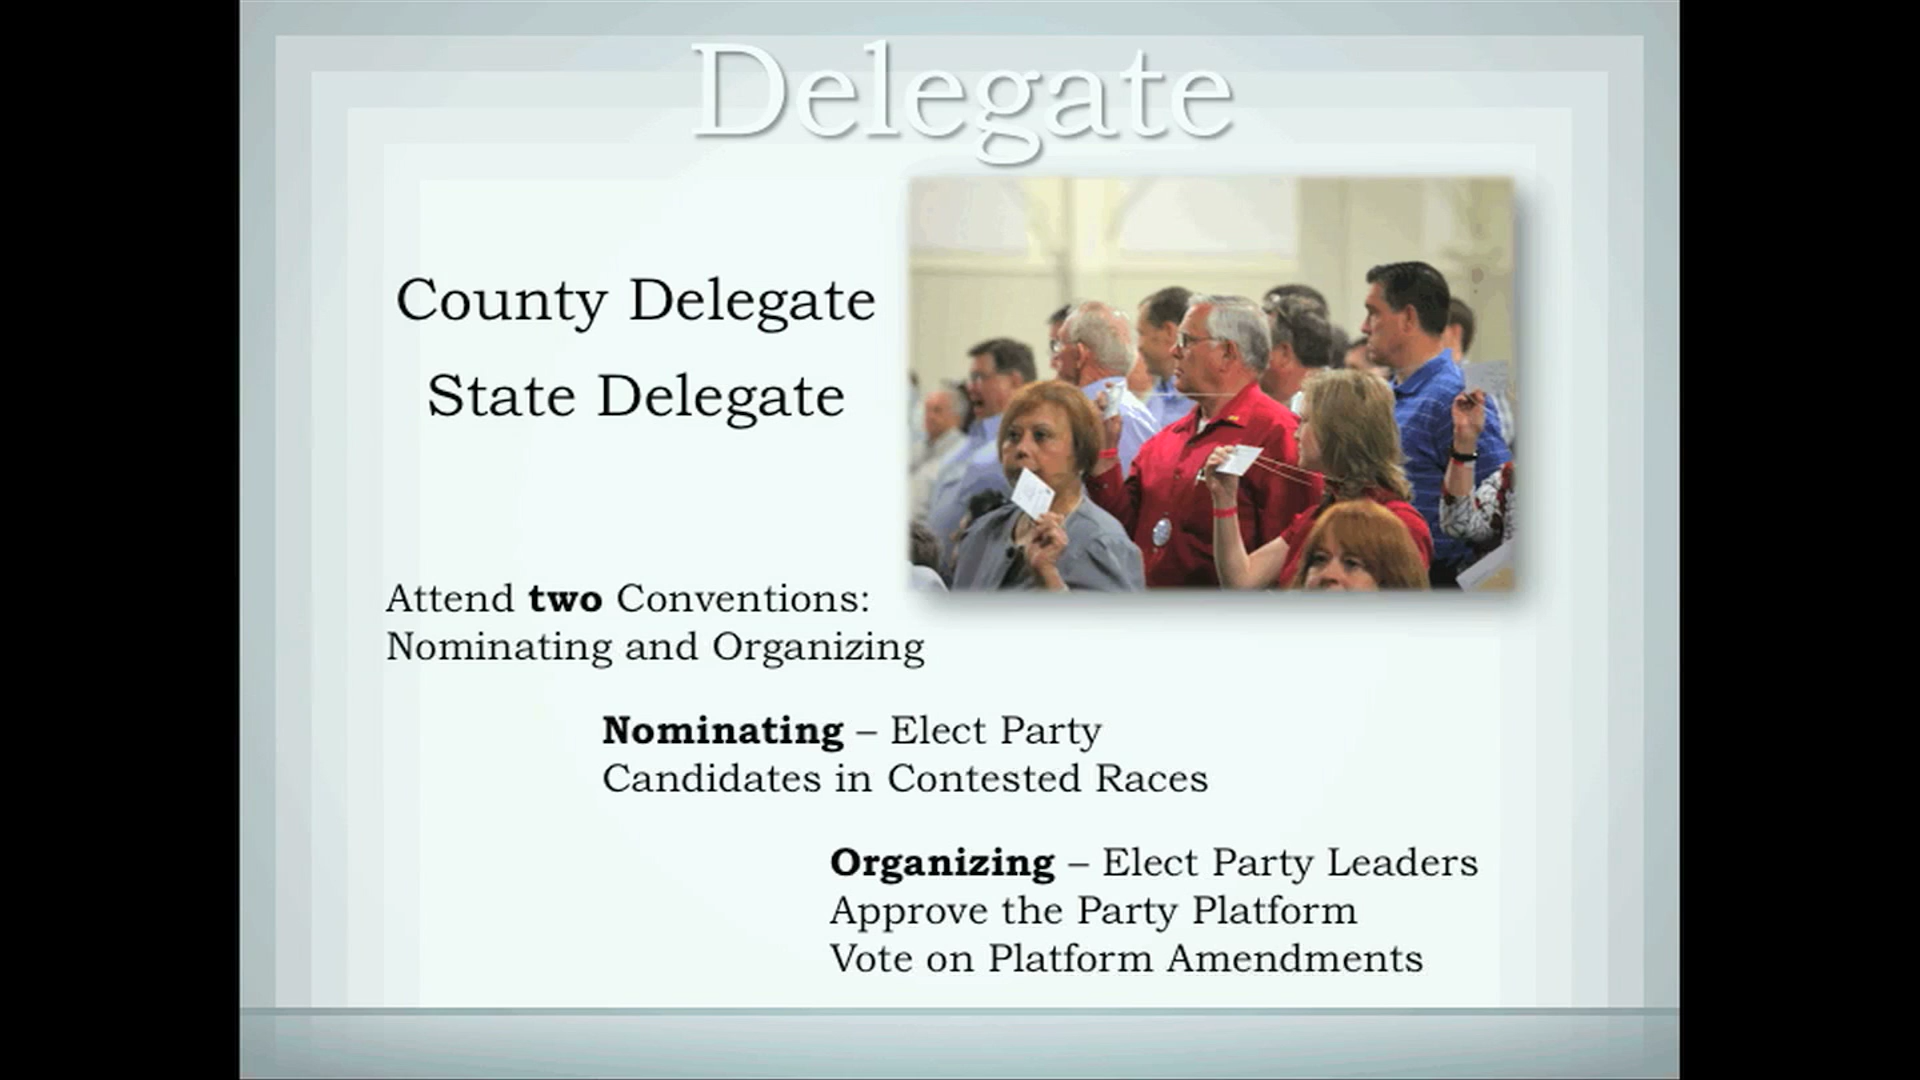 Delegate
County Delegate
State Delegate
Attend two Conventions:
Nominating and Organizing
Nominating – Elect Party
Candidates in Contested Races
Organizing – Elect Party Leaders
Approve the Party Platform
Vote on Platform Amendments